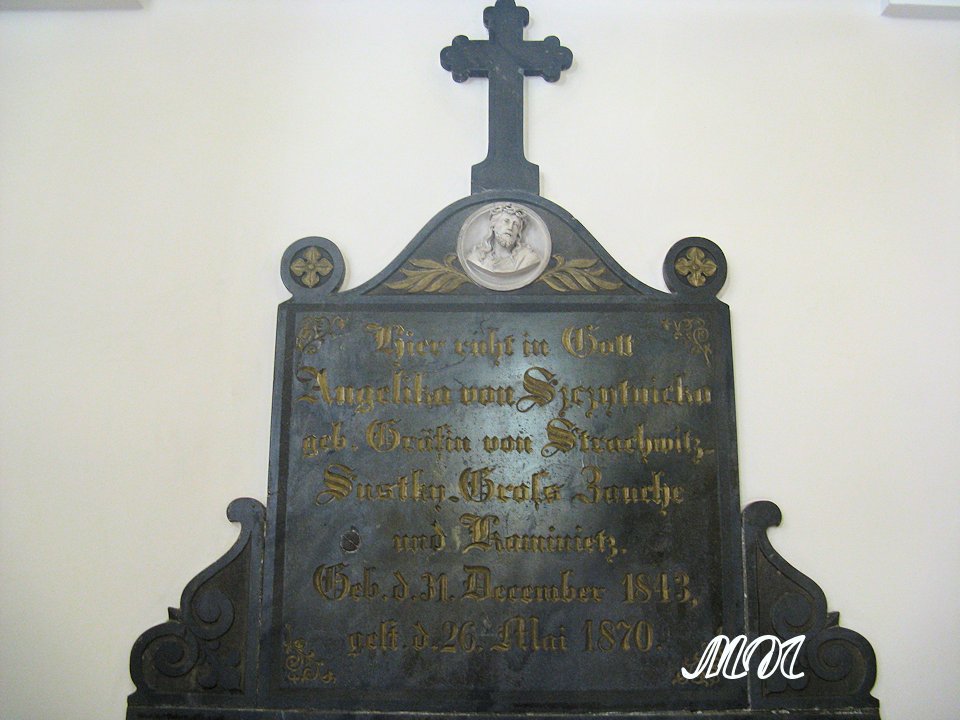 Hier ruht in Gott
Angelika von Szczytnicka
geb. Gräfin von Strachwitz-
Sustky-Gross Zauche
und Kaminietz.
Geb. d. 31. December 1843,
gest. d. 26. Mai 1870.
MM